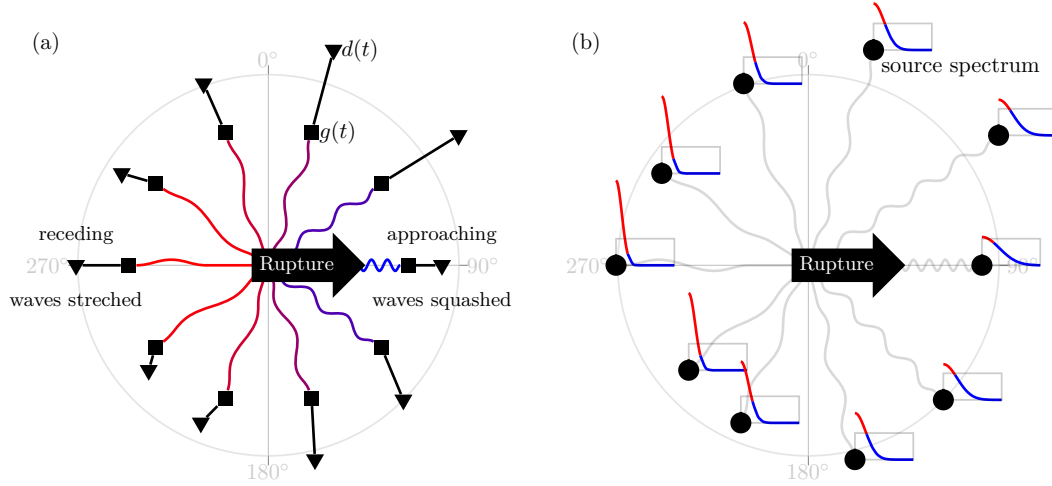 (a)
0°
d(t)
g(t)
receding
approaching
270°
Rupture
90°
waves streched
waves squashed
180°
(b)
0°
source spectrum
270°
Rupture
90°
180°